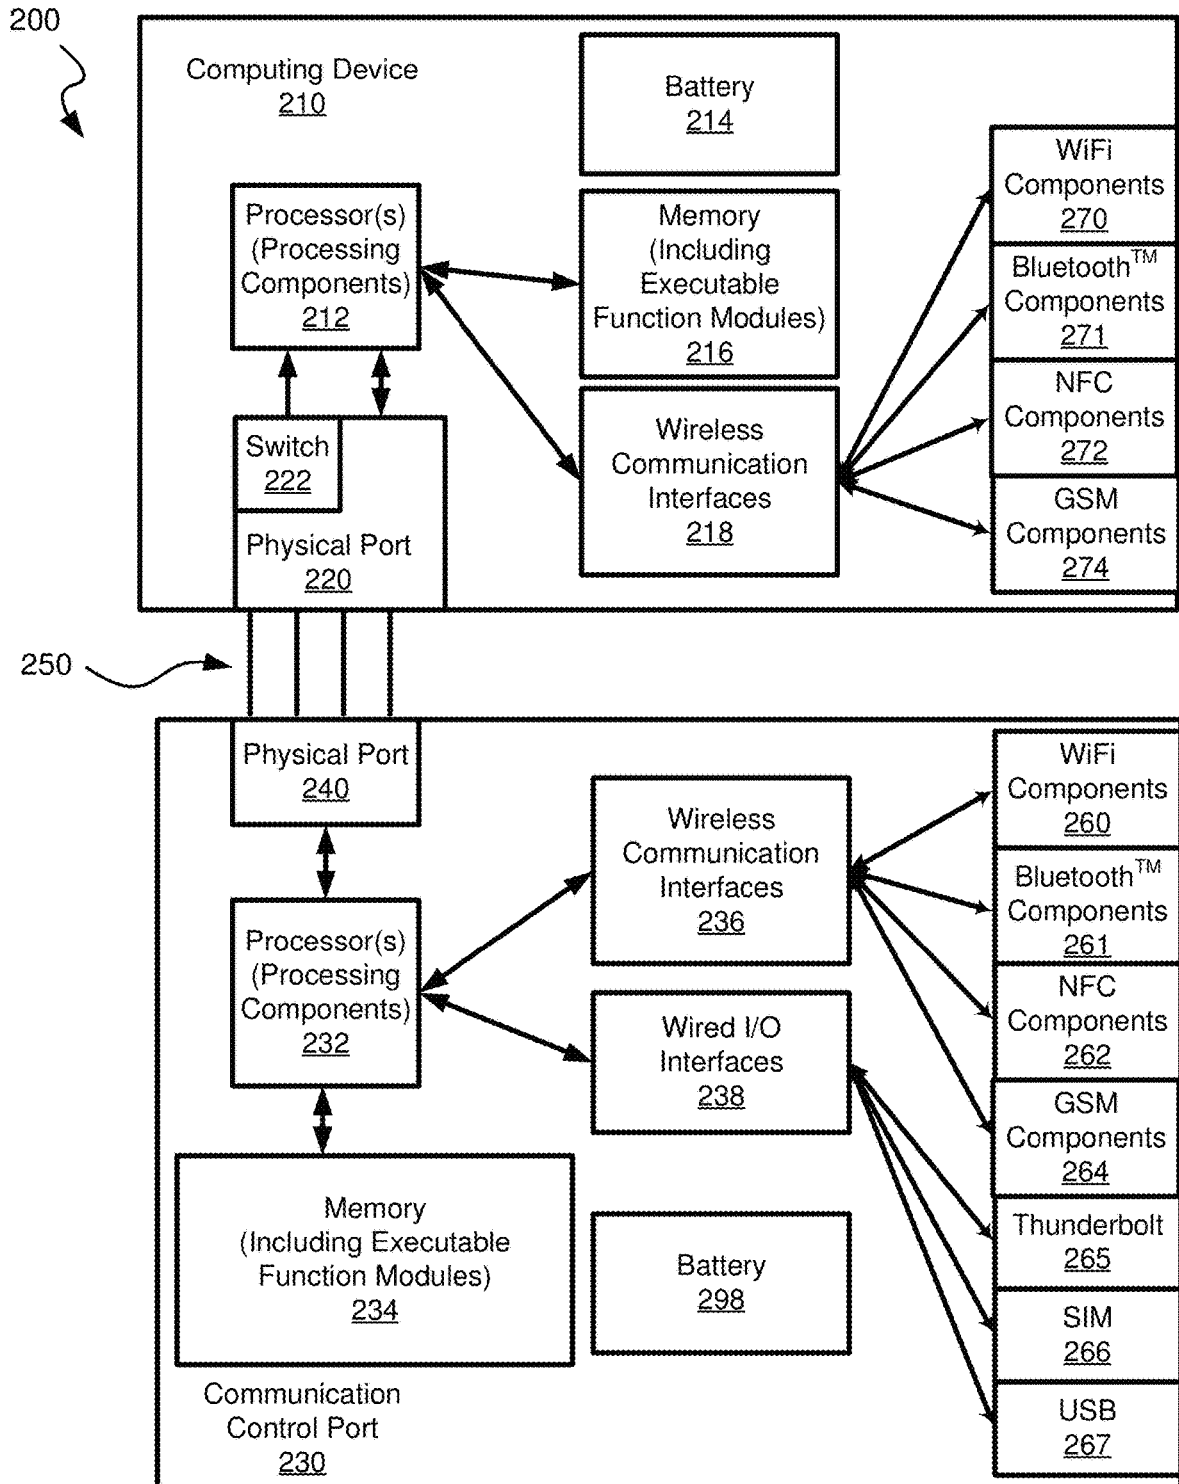 200
Computing Device
210
Battery
214
WiFi
Components
270
Processor(s)
(Processing
Components)
212
Memory
(Including
Executable
Function Modules)
216
Bluetooth™
Components
271
NFC
Components
272
Switch
222
Physical Port
220
Wireless
Communication
Interfaces
218
GSM
Components
274
250
Physical Port
240
WiFi
Components
260
Wireless
Communication
Interfaces
236
Bluetooth™
Components
261
Processor(s)
(Processing
Components)
232
NFC
Components
262
Wired I/O
Interfaces
238
GSM
Components
264
Memory
(Including Executable
Function Modules)
234
Battery
298
Thunderbolt
265
SIM
266
USB
267
Communication
Control Port
230